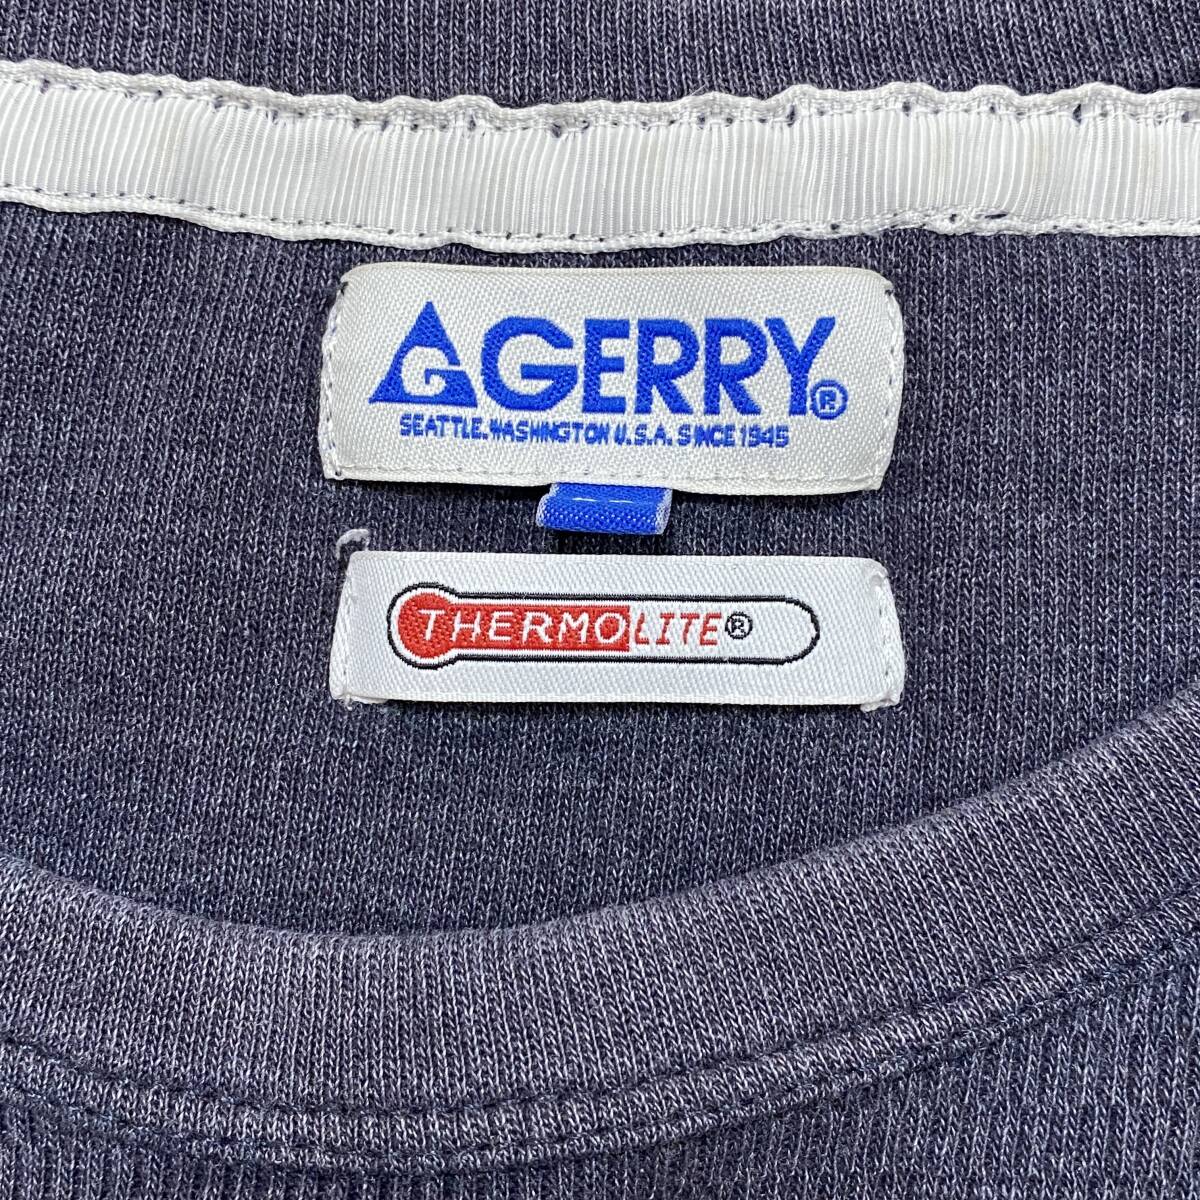 GERRY®
SEATTLE. WASHINGTON U.S.A. SINCE 1945
THERMOLITE®